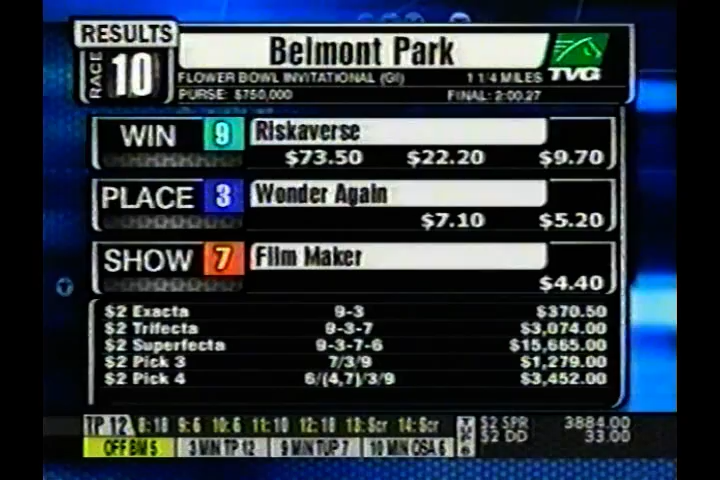 RESULTS
RACE 10
Belmont Park
FLOWER BOWL INVITATIONAL (GI) 1 1/4 MILES
PURSE: $750,000 FINAL: 2:00.27
TVG
WIN 9 Riskaverse
$73.50 $22.20 $9.70
PLACE 3 Wonder Again
$7.10 $5.20
SHOW 7 Film Maker
$4.40
$2 Exacta 9-3 $370.50
$2 Trifecta 9-3-7 $3,074.00
$2 Superfecta 9-3-7-6 $15,665.00
$2 Pick 3 7/3/9 $1,279.00
$2 Pick 4 6/(4,7)/3/9 $3,452.00
TP 12 8:18 9:6 10:6 11:10 12:18 13:Scr 14:Scr $2 SPR 3884.00
$2 DD 33.00
OFF BM 5 3 MIN TP 12 9 MIN TUP 7 10 MIN OSA 6